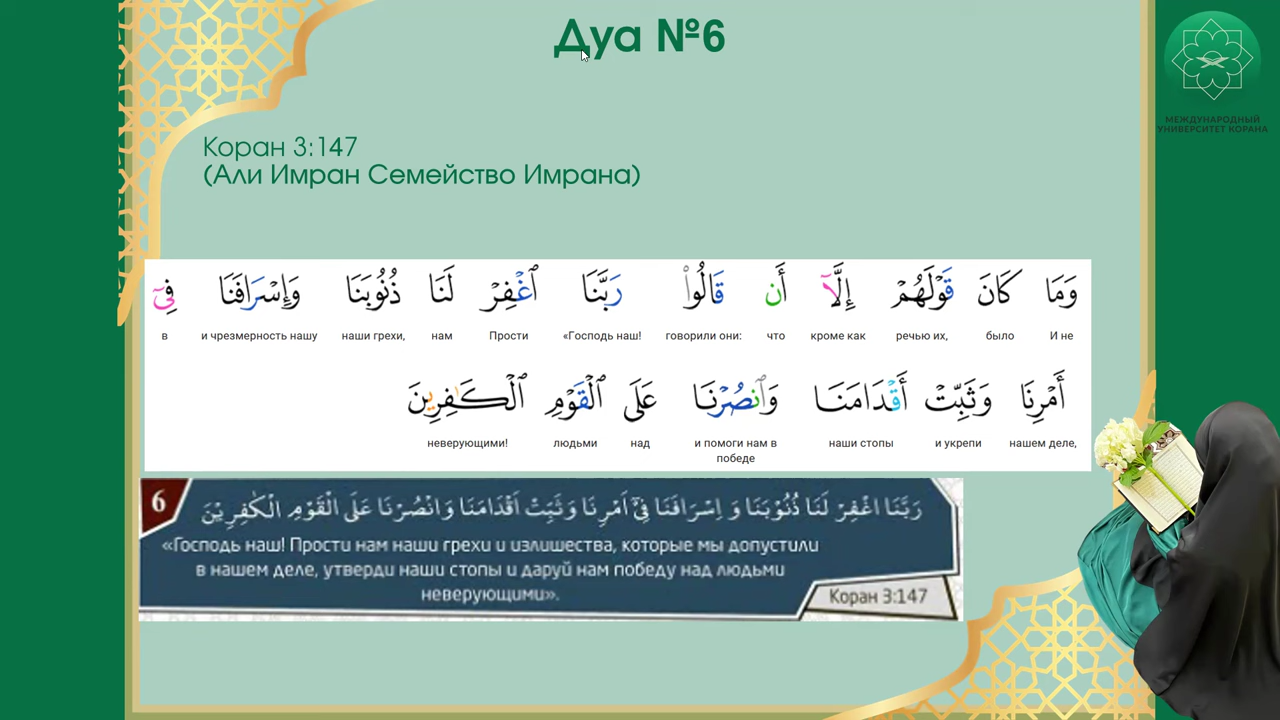 Дуа №6
МЕЖДУНАРОДНЫЙ
УНИВЕРСИТЕТ КОРАНА
Коран 3:147
(Али Имран Семейство Имрана)
وَمَا كَانَ قَوْلَهُمْ إِلَّآ أَن قَالُوا۟ رَبَّنَا ٱغْفِرْ لَنَا ذُنُوبَنَا وَإِسْرَافَنَا فِىٓ
И не было речью их, кроме как что говорили они: «Господь наш! Прости нам наши грехи, и чрезмерность нашу в
أَمْرِنَا وَثَبِّتْ أَقْدَامَنَا وَٱنصُرْنَا عَلَى ٱلْقَوْمِ ٱلْكَـٰفِرِينَ
нашем деле, и укрепи наши стопы и помоги нам в победе над людьми неверующими!
6
رَبَّنَا اغْفِرْ لَنَا ذُنُوْبَنَا وَ اِسْرَافَنَا فِیْۤ اَمْرِنَا وَ ثَبِّتْ اَقْدَامَنَا وَ انْصُرْنَا عَلَی الْقَوْمِ الْكٰفِرِیْنَ
«Господь наш! Прости нам наши грехи и излишества, которые мы допустили
в нашем деле, утверди наши стопы и даруй нам победу над людьми
неверующими».
Коран 3:147